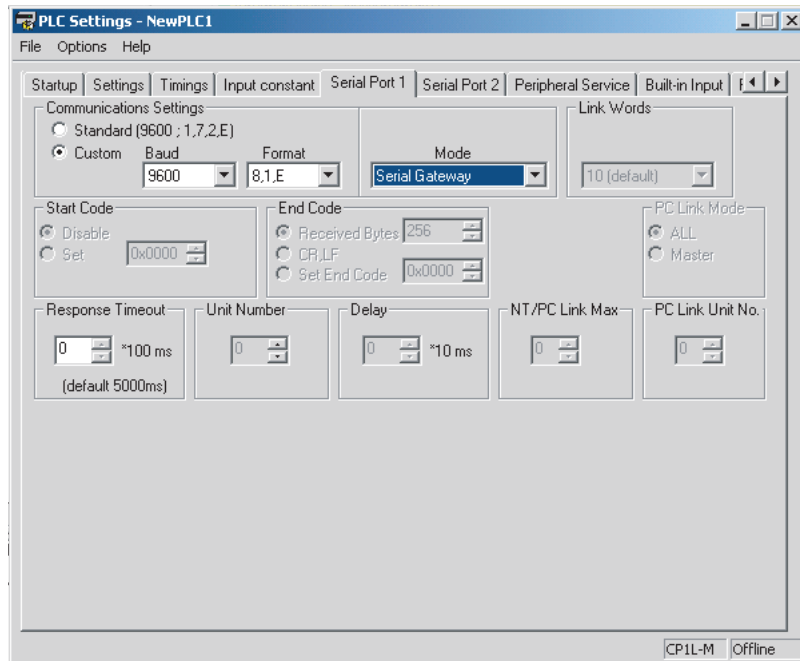 PLC Settings - NewPLC1
File Options Help
Startup Settings Timings Input constant Serial Port 1 Serial Port 2 Peripheral Service Built-in Input
Communications Settings
Link Words
Standard (9600 ; 1,7,2,E)
Custom Baud Format Mode
9600 8,1,E Serial Gateway 10 (default)
Start Code End Code PC Link Mode
Disable Received Bytes 256 ALL
Set 0x0000 CR,LF Master
Set End Code 0x0000
Response Timeout Unit Number Delay NT/PC Link Max PC Link Unit No.
0 *100 ms 0 0 *10 ms 0 0
(default 5000ms)
CP1L-M Offline